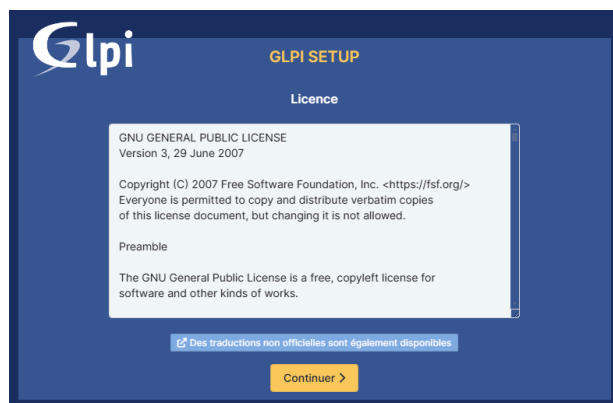 Glpi
GLPI SETUP
Licence
GNU GENERAL PUBLIC LICENSE
Version 3, 29 June 2007
Copyright (C) 2007 Free Software Foundation, Inc. <https://fsf.org/>
Everyone is permitted to copy and distribute verbatim copies
of this license document, but changing it is not allowed.
Preamble
The GNU General Public License is a free, copyleft license for
software and other kinds of works.
Des traductions non officielles sont également disponibles
Continuer >